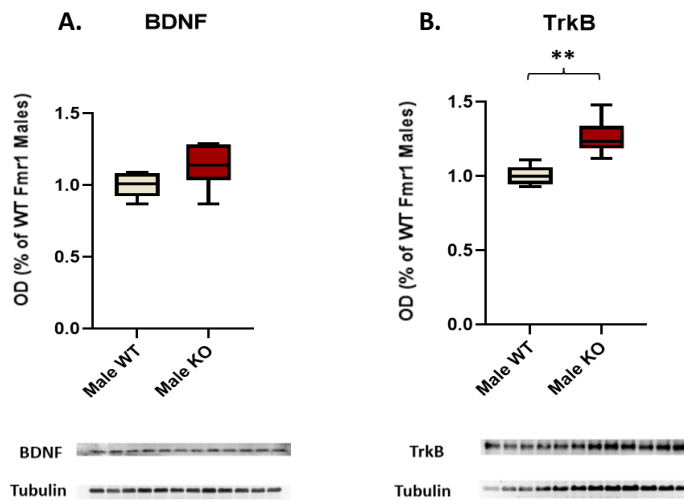 A.
BDNF
OD (% of WT Fmr1 Males)
1.5
1.0
0.5
0.0
Male WT
Male KO
BDNF
Tubulin
B.
TrkB
**
OD (% of WT Fmr1 Males)
1.5
1.0
0.5
0.0
Male WT
Male KO
TrkB
Tubulin